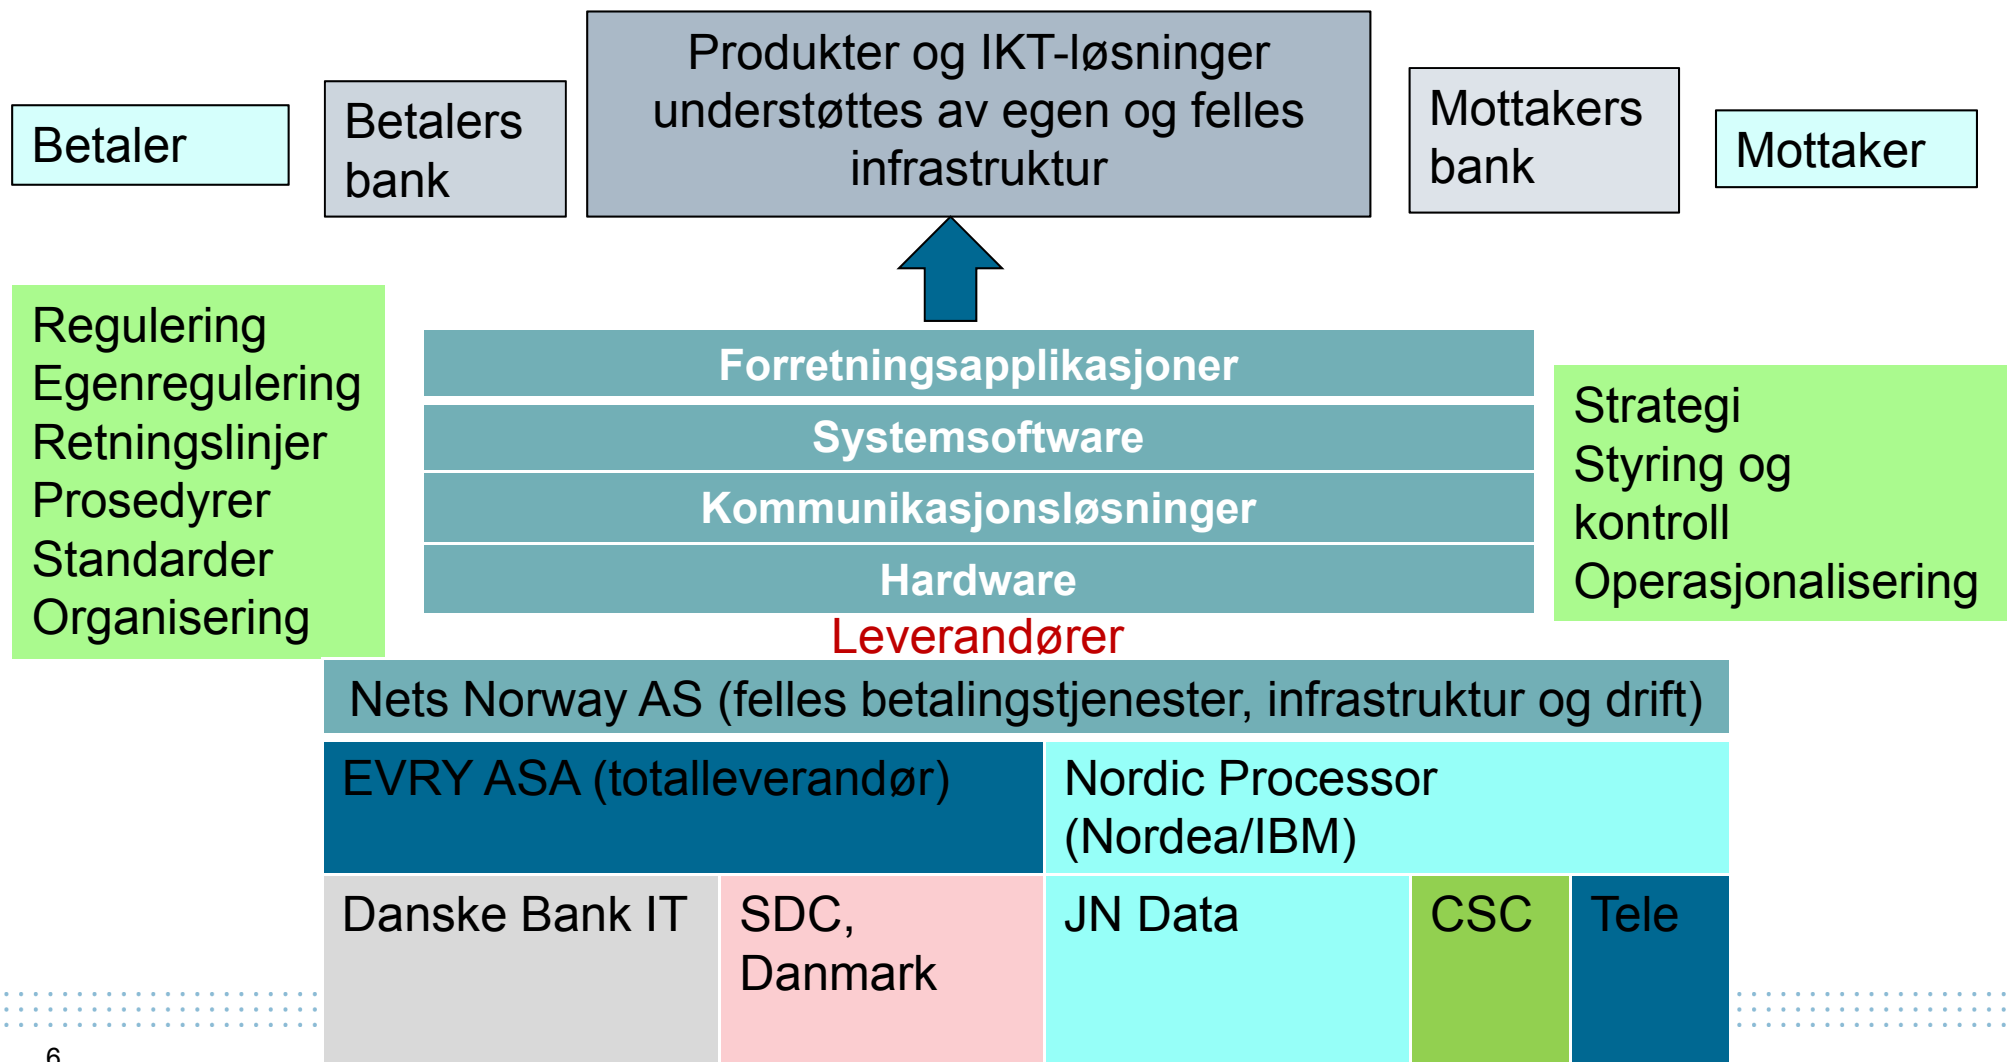 Betaler
Betalers
bank
Produkter og IKT-løsninger
understøttes av egen og felles
infrastruktur
Mottakers
bank
Mottaker
Regulering
Egenregulering
Retningslinjer
Prosedyrer
Standarder
Organisering
Forretningsapplikasjoner
Systemsoftware
Kommunikasjonsløsninger
Hardware
Strategi
Styring og
kontroll
Operasjonalisering
Leverandører
Nets Norway AS (felles betalingstjenester, infrastruktur og drift)
EVRY ASA (totalleverandør)
Nordic Processor
(Nordea/IBM)
Danske Bank IT
SDC,
Danmark
JN Data
CSC
Tele
6